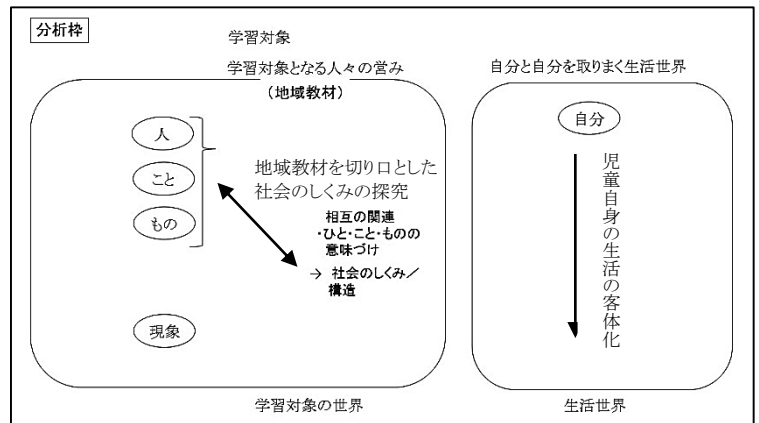 分析枠
学習対象
学習対象となる人々の営み
(地域教材)
人
こと
もの
地域教材を切り口とした
社会のしくみの探究
相互の関連
・ひと・こと・ものの
意味づけ
→ 社会のしくみ／
構造
現象
学習対象の世界
自分と自分を取りまく生活世界
自分
児童自身の生活の客体化
生活世界